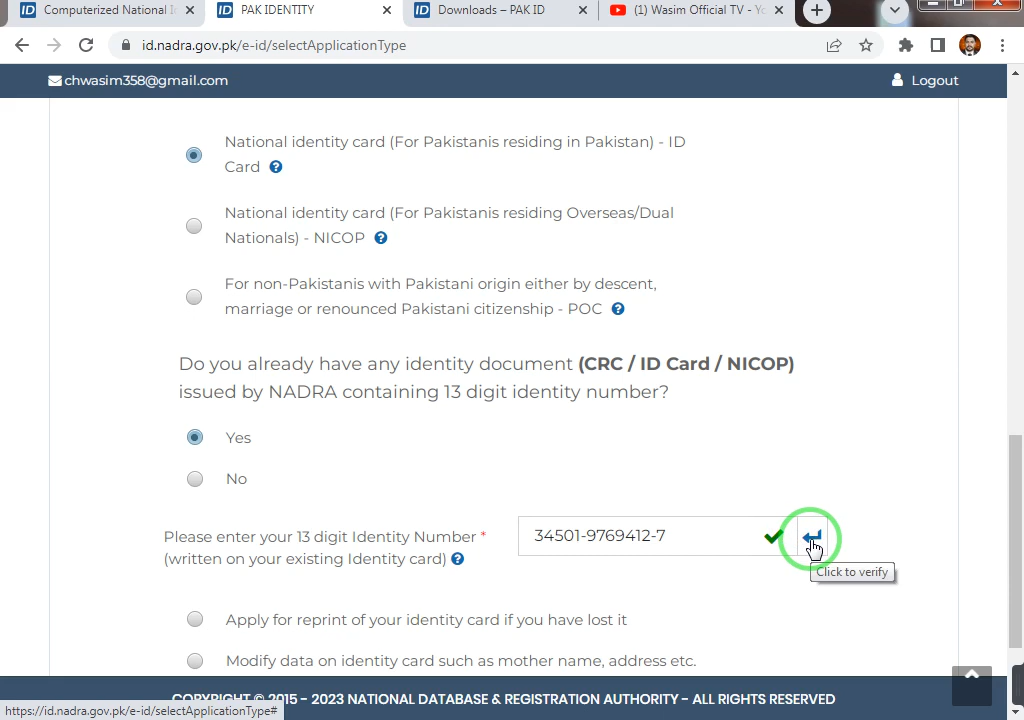 Computerized National I
PAK IDENTITY
Downloads – PAK ID
(1) Wasim Official TV - Yo
id.nadra.gov.pk/e-id/selectApplicationType
chwasim358@gmail.com
Logout
National identity card (For Pakistanis residing in Pakistan) - ID
Card
National identity card (For Pakistanis residing Overseas/Dual
Nationals) - NICOP
For non-Pakistanis with Pakistani origin either by descent,
marriage or renounced Pakistani citizenship - POC
Do you already have any identity document (CRC / ID Card / NICOP)
issued by NADRA containing 13 digit identity number?
Yes
No
Please enter your 13 digit Identity Number *
(written on your existing Identity card)
34501-9769412-7
Click to verify
Apply for reprint of your identity card if you have lost it
Modify data on identity card such as mother name, address etc.
COPYRIGHT © 2015 - 2023 NATIONAL DATABASE & REGISTRATION AUTHORITY - ALL RIGHTS RESERVED
https://id.nadra.gov.pk/e-id/selectApplicationType#